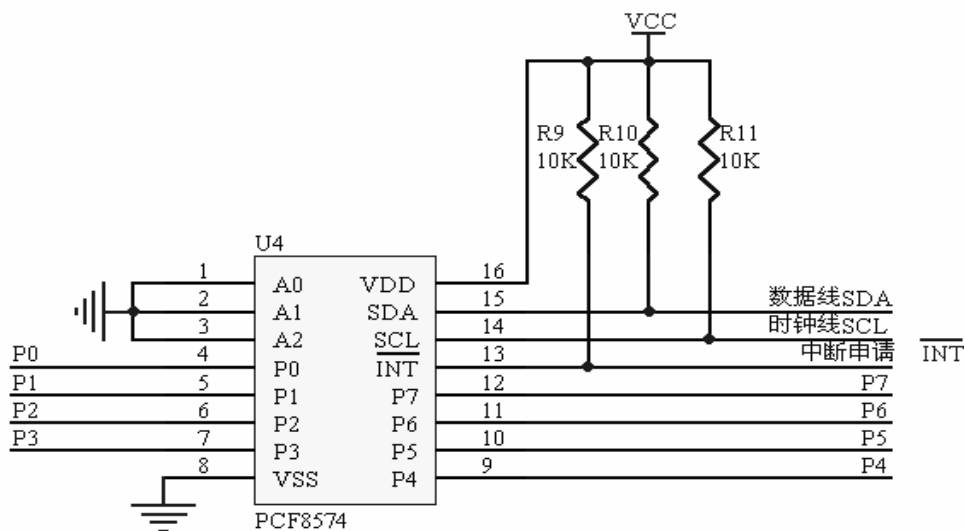 VCC
R9 R10 R11
10K 10K 10K
U4
1 A0 VDD 16
2 A1 SDA 15 数据线SDA
3 A2 SCL 14 时钟线SCL
P0 4 P0 INT 13 中断申请 INT
P1 5 P1 P7 12 P7
P2 6 P2 P6 11 P6
P3 7 P3 P5 10 P5
8 VSS P4 9 P4
PCF8574